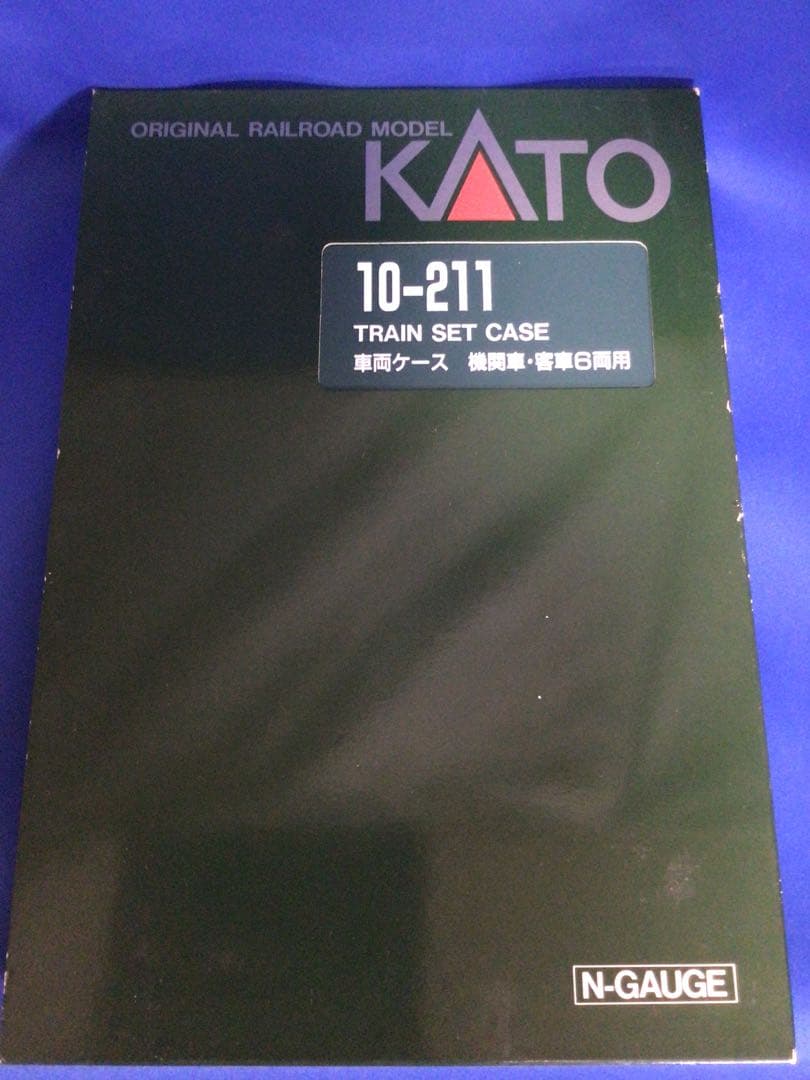 ORIGINAL RAILROAD MODEL
KATO
10-211
TRAIN SET CASE
車両ケース 機関車・客車6両用
N-GAUGE